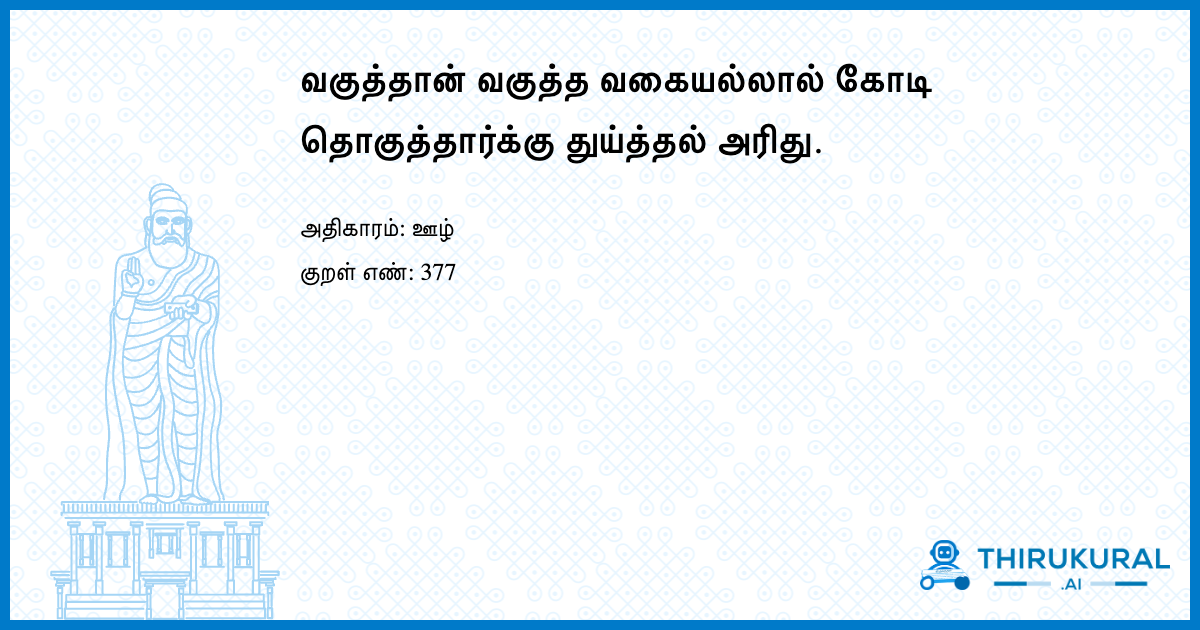 வகுத்தான் வகுத்த வகையல்லால் கோடி
தொகுத்தார்க்கு துய்த்தல் அரிது.
அதிகாரம்: ஊழ்
குறள் எண்: 377
THIRUKURAL
.AI